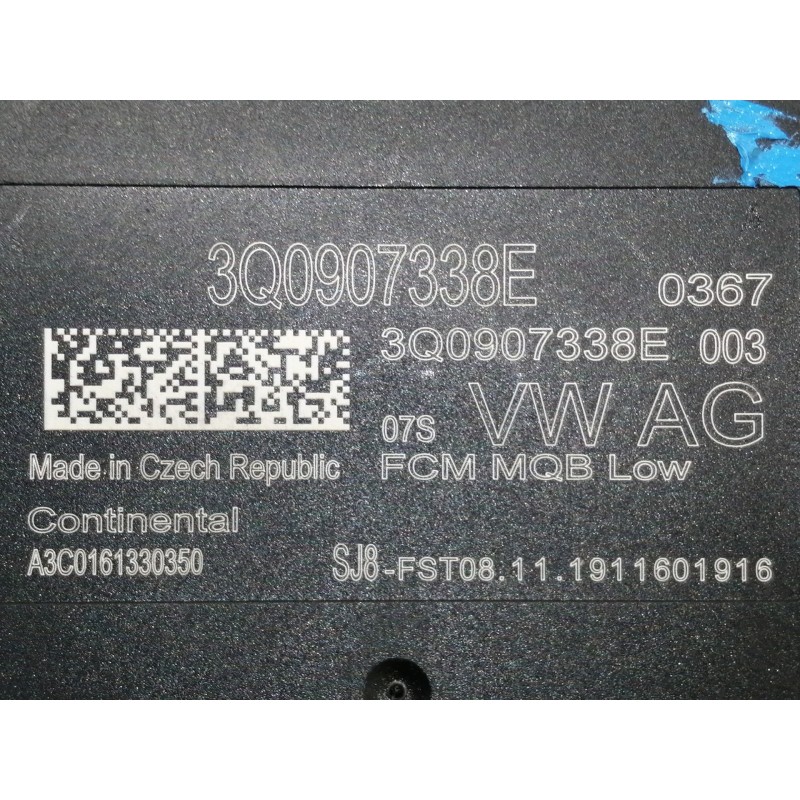 3Q0907338E
0367
3Q0907338E 003
07S VW AG
Made in Czech Republic
FCM MQB Low
Continental
A3C0161330350
SJ8-FST08.11.1911601916